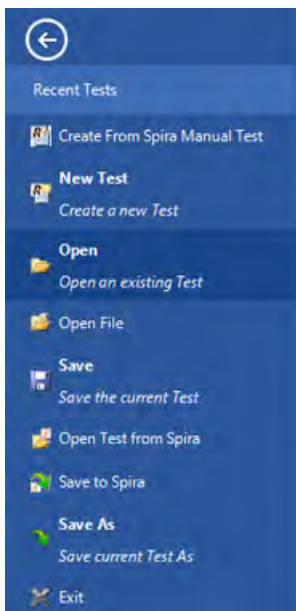 Recent Tests
Create From Spira Manual Test
New Test
Create a new Test
Open
Open an existing Test
Open File
Save
Save the current Test
Open Test from Spira
Save to Spira
Save As
Save current Test As
Exit